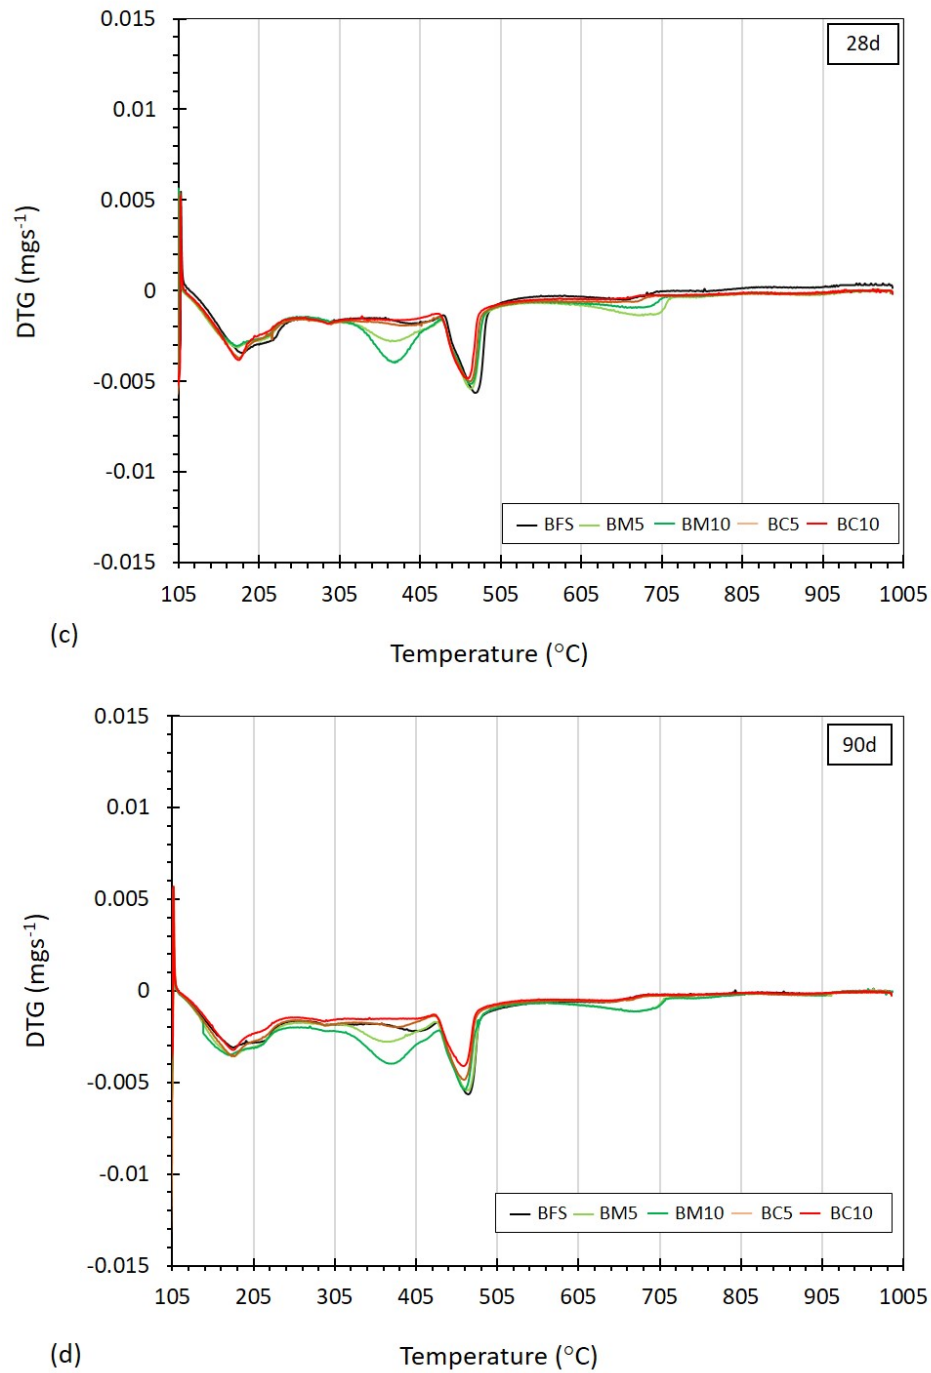 0.015
28d
0.01
0.005
0
-0.005
-0.01
-0.015
DTG (mgs-1)
BFS BM5 BM10 BC5 BC10
105 205 305 405 505 605 705 805 905 1005
(c)
Temperature (°C)
0.015
90d
0.01
0.005
0
-0.005
-0.01
-0.015
DTG (mgs-1)
BFS BM5 BM10 BC5 BC10
105 205 305 405 505 605 705 805 905 1005
(d)
Temperature (°C)